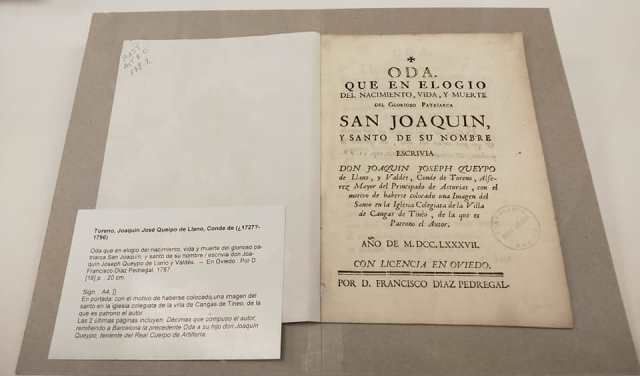 ODA.
QUE EN ELOGIO
DEL NACIMIENTO, VIDA, Y MUERTE
DEL GLORIOSO PATRIARCA
SAN JOAQUIN,
Y SANTO DE SU NOMBRE
ESCRIVIA
DON JOAQUIN JOSEPH QUEYPO
de Llano, y Valdés, Conde de Toreno, Alfe-
rez Mayor del Principado de Asturias, con el
motivo de haberse colocado una Imagen del
Santo en la Iglesia Colegiata de la Villa
de Cangas de Tineo, de la que es
Patrono el Autor.
AÑO DE M.DCC.LXXXVII.
CON LICENCIA EN OVIEDO.
POR D. FRANCISCO DIAZ PEDREGAL.
Toreno, Joaquín José Queipo de Llano, Conde de (¿1727?-
1796)
Oda que en elogio del nacimiento, vida y muerte del glorioso pa-
triarca San Joaquin, y santo de su nombre / escrivia don Joa-
quin Joseph Queypo de Llano y Valdés. -- En Oviedo : Por D.
Francisco Diaz Pedregal, 1787
[18] p. ; 20 cm.
Sign.: A4, []
En portada: con el motivo de haberse colocado una imagen del
santo en la iglesia colegiata de la villa de Cangas de Tineo, de la
que es patrono el autor
Las 2 últimas páginas incluyen: Décimas que compuso el autor,
remitiendo a Barcelona la precedente Oda a su hijo don Joaquín
Queypo, teniente del Real Cuerpo de Artillería.